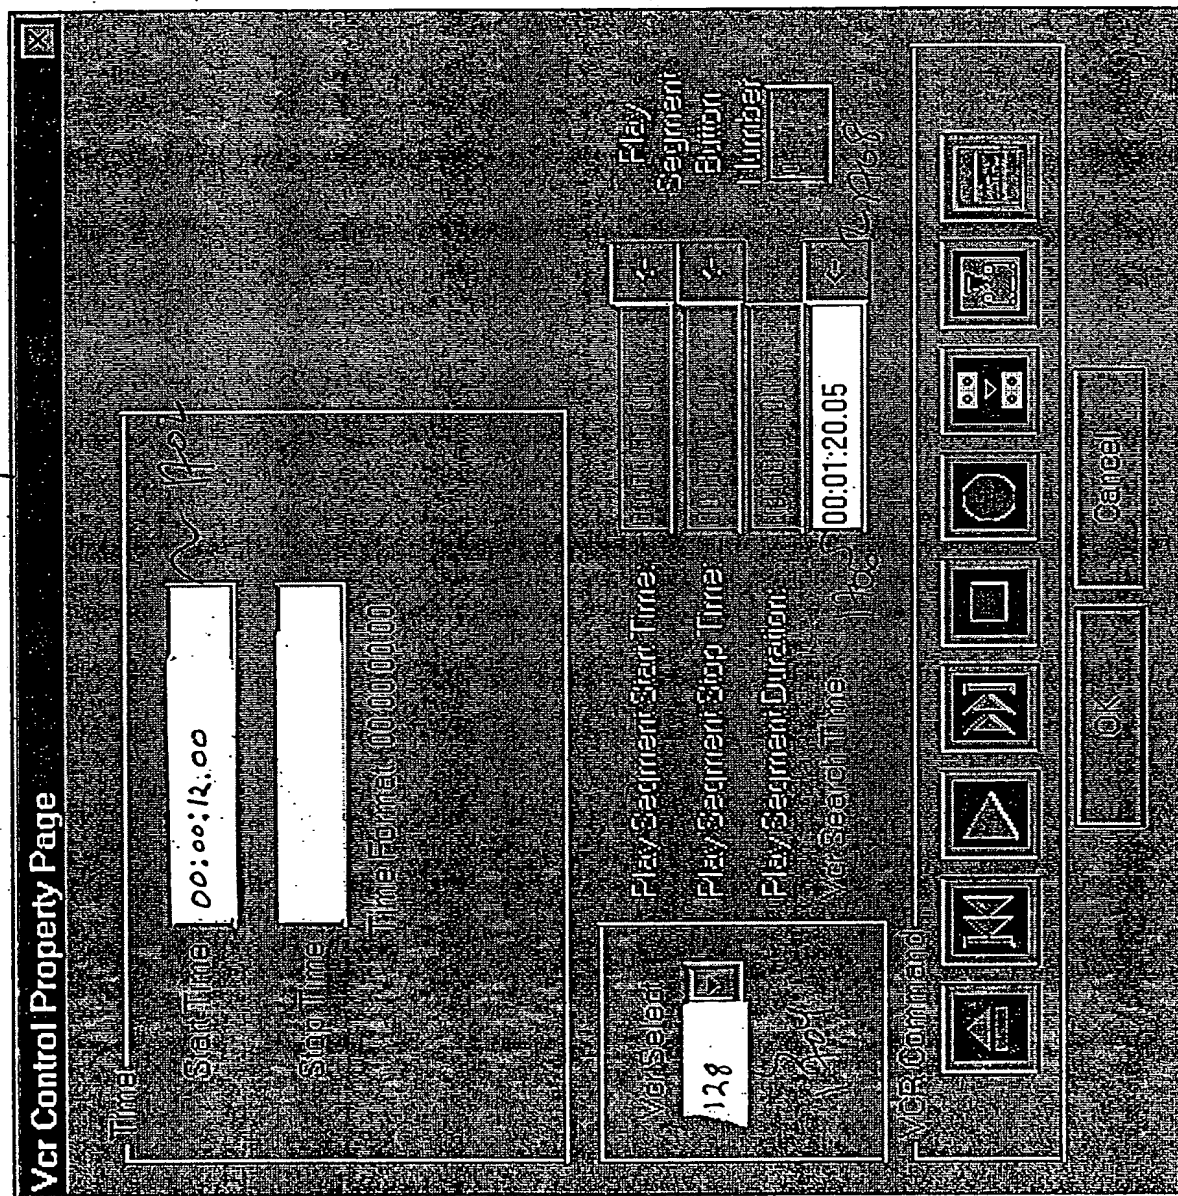 Vcr Control Property Page
Time
Start Time
00:00:12.00
Stop Time
Time Format 00:00:00.00
Vcr Select
128
Play Segment Start Time:
Play Segment Stop Time:
Play Segment Duration:
Vcr Search Time
00:01:20.05
<-
<-
<-
Play
Segment
Button
Number
VCR Command
OK
Cancel